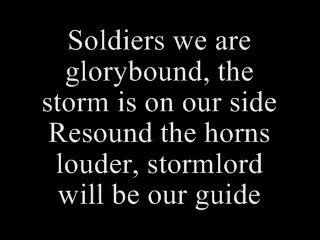 Soldiers we are
glorybound, the
storm is on our side
Resound the horns
louder, stormlord
will be our guide